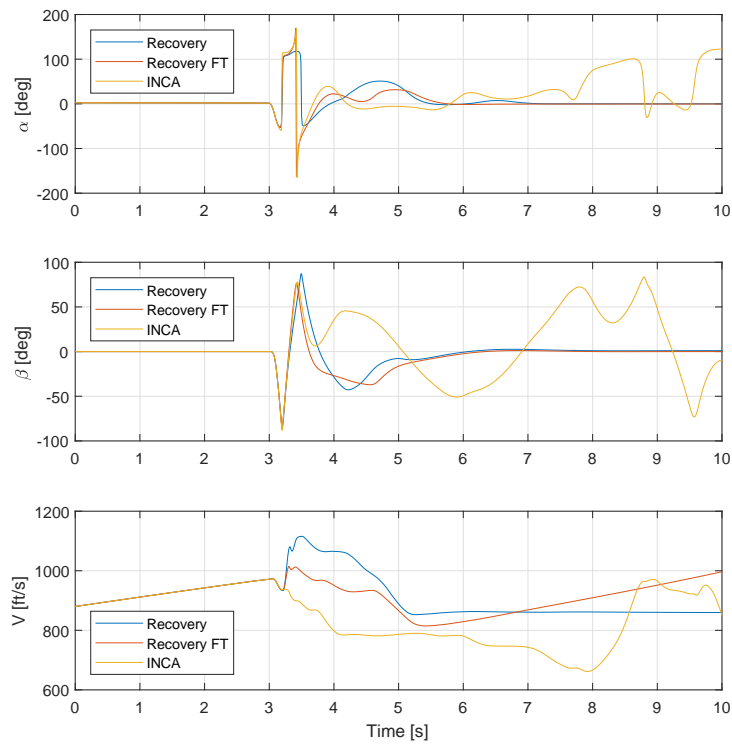 200
100
0
-100
-200
α [deg]
Recovery
Recovery FT
INCA
0 1 2 3 4 5 6 7 8 9 10
100
50
0
-50
-100
β [deg]
Recovery
Recovery FT
INCA
0 1 2 3 4 5 6 7 8 9 10
1200
1000
800
600
V [ft/s]
Recovery
Recovery FT
INCA
0 1 2 3 4 5 6 7 8 9 10
Time [s]